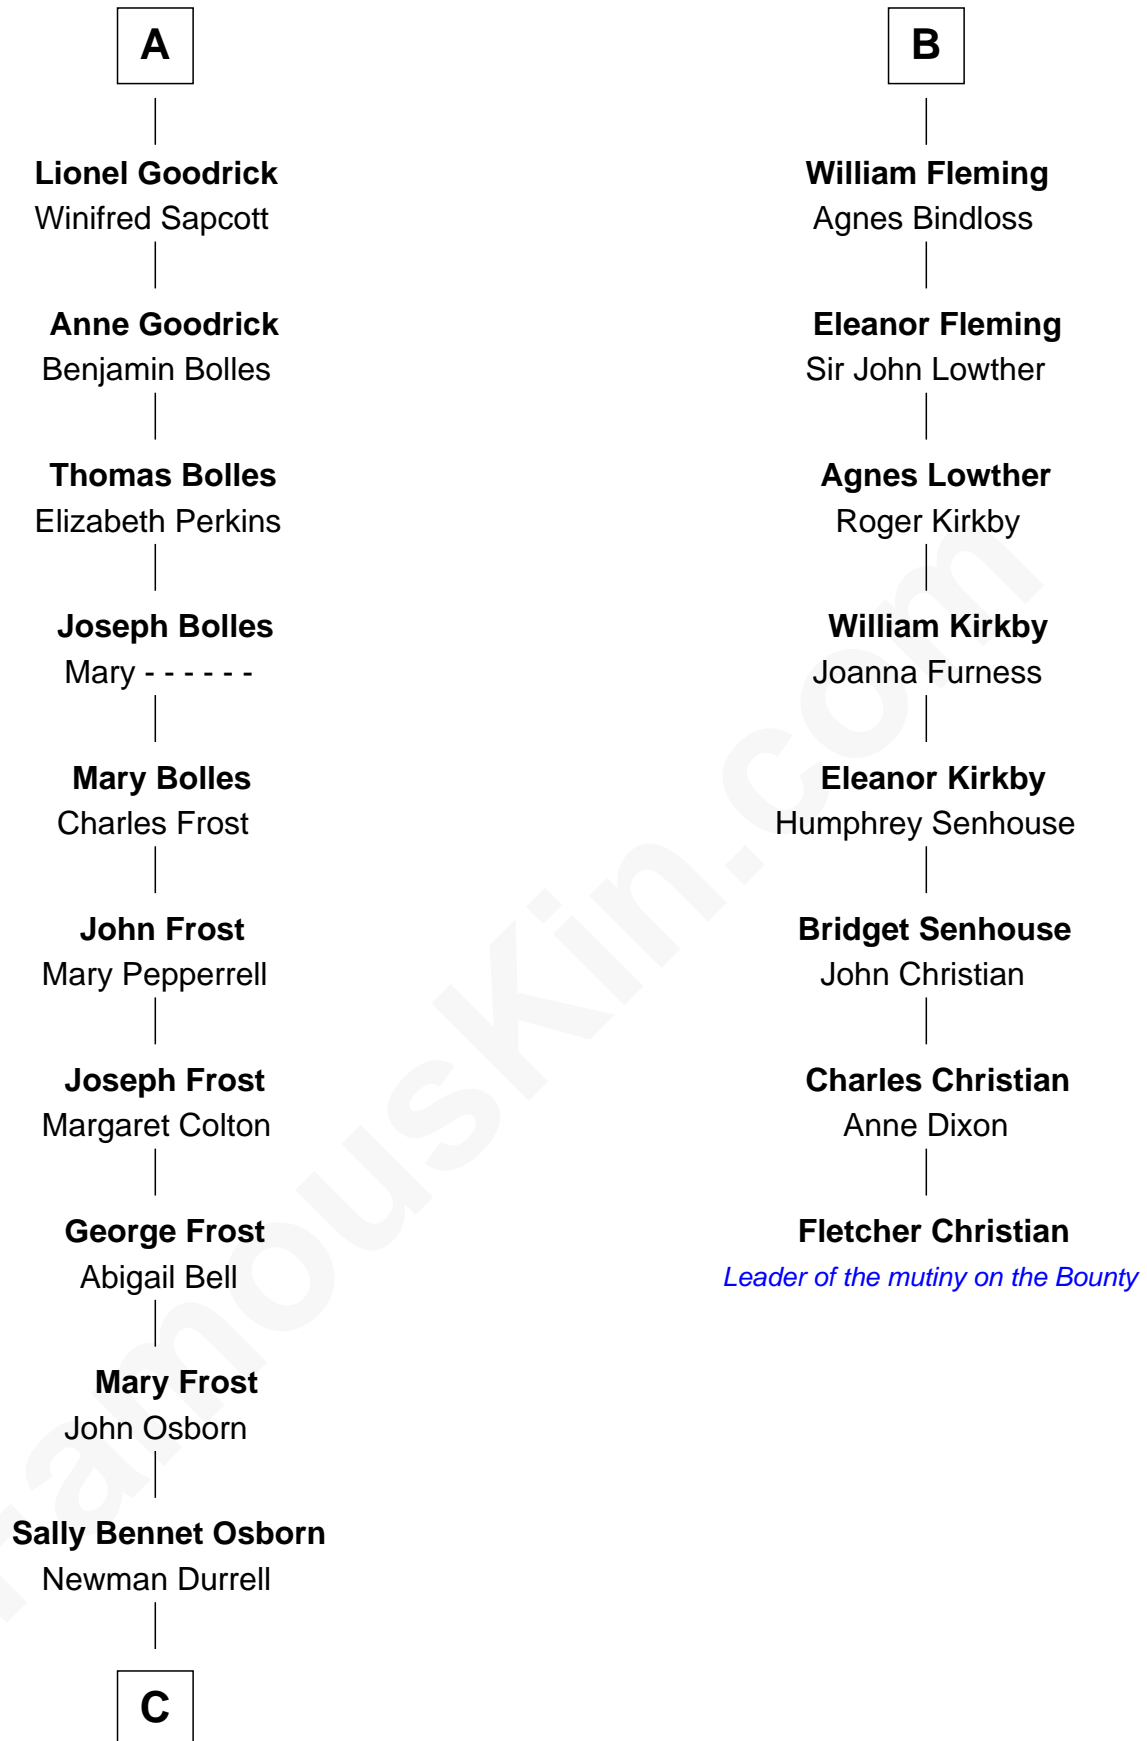 A
Lionel Goodrick
Winifred Sapcott
Anne Goodrick
Benjamin Bolles
Thomas Bolles
Elizabeth Perkins
Joseph Bolles
Mary - - - - - -
Mary Bolles
Charles Frost
John Frost
Mary Pepperrell
Joseph Frost
Margaret Colton
George Frost
Abigail Bell
Mary Frost
John Osborn
Sally Bennet Osborn
Newman Durrell
C
B
William Fleming
Agnes Bindloss
Eleanor Fleming
Sir John Lowther
Agnes Lowther
Roger Kirkby
William Kirkby
Joanna Furness
Eleanor Kirkby
Humphrey Senhouse
Bridget Senhouse
John Christian
Charles Christian
Anne Dixon
Fletcher Christian
Leader of the mutiny on the Bounty
FamousKin.com